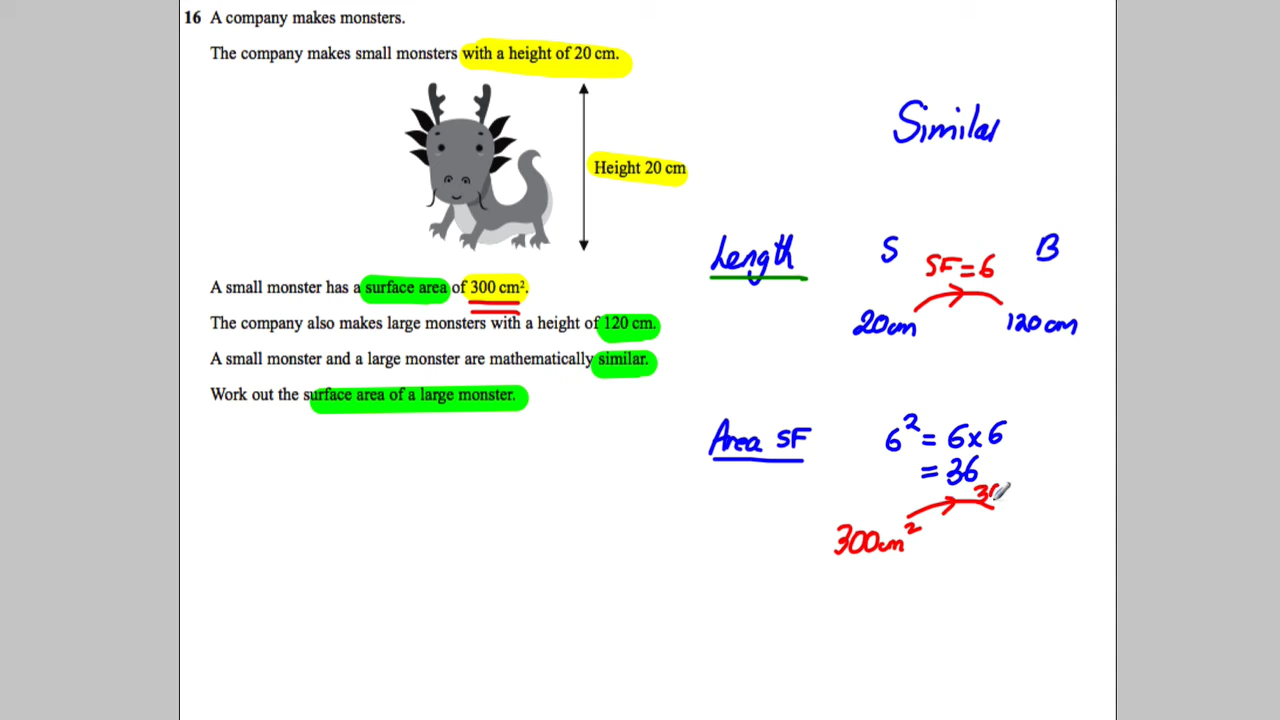 16 A company makes monsters.
The company makes small monsters with a height of 20 cm.
Height 20 cm
A small monster has a surface area of 300 cm².
The company also makes large monsters with a height of 120 cm.
A small monster and a large monster are mathematically similar.
Work out the surface area of a large monster.
Similar
Length S B
SF = 6
20cm 120cm
Area SF 6² = 6 × 6
= 36
300cm²